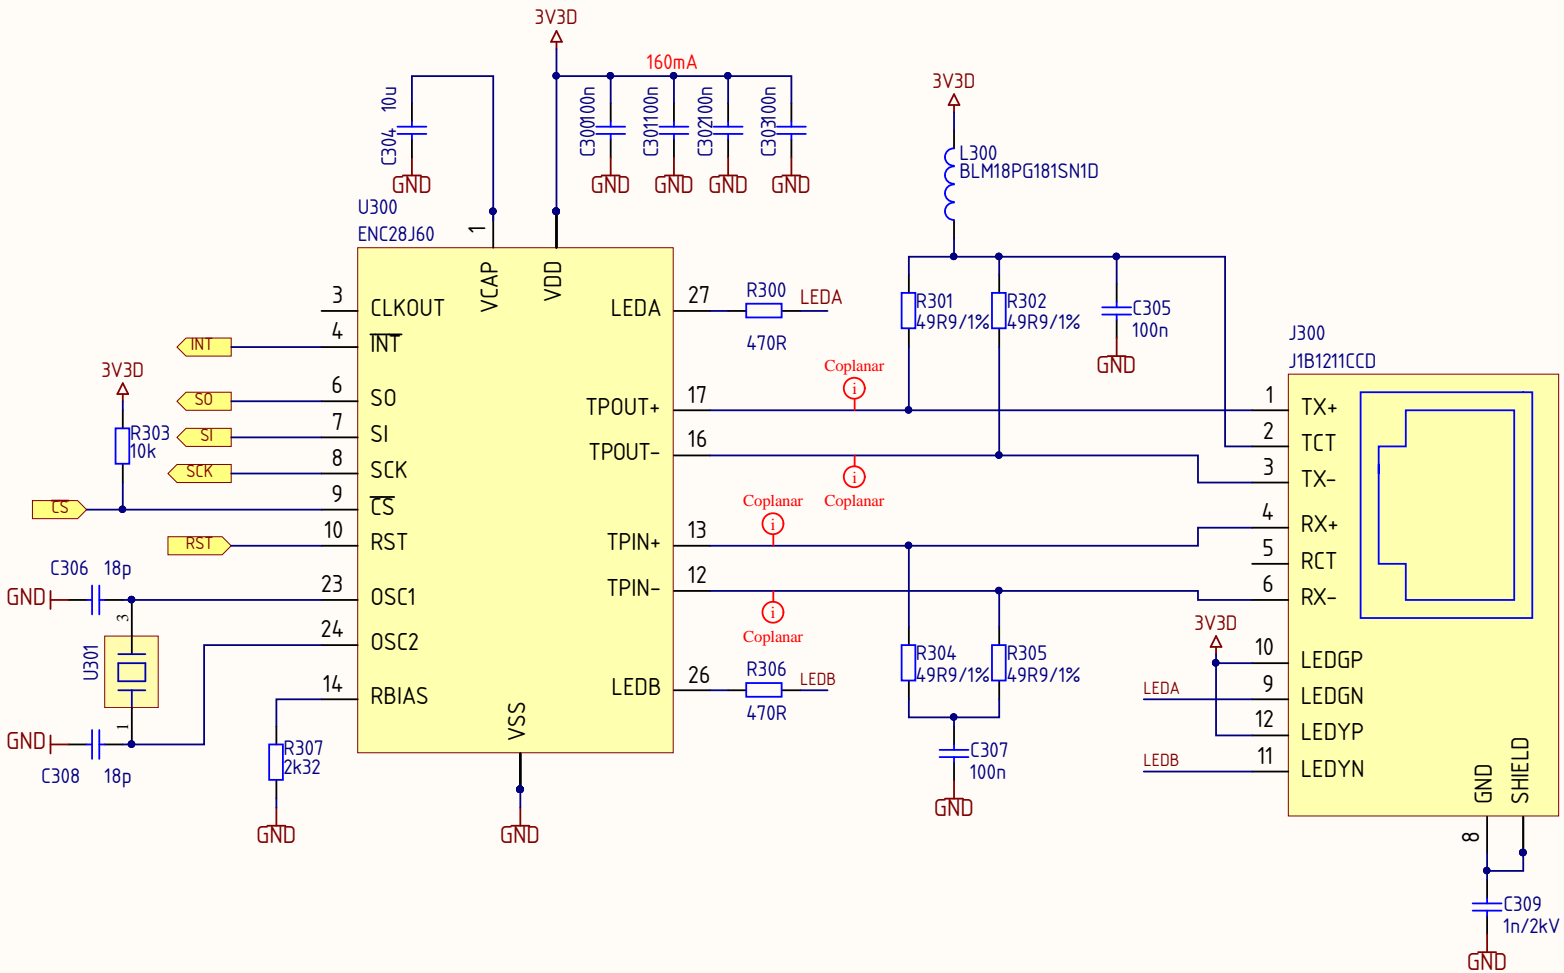 3V3D
160mA
10u
C304
GND
C300
100n
GND
C301
100n
GND
C302
100n
GND
C303
100n
GND
3V3D
L300
BLM18PG181SN1D
U300
ENC28J60
1
VCAP
VDD
3
CLKOUT
4
INT
INT
6
SO
SO
7
SI
SI
8
SCK
SCK
9
CS
CS
10
RST
RST
23
OSC1
24
OSC2
14
RBIAS
VSS
GND
3V3D
R303
10k
C306
18p
GND
3
U301
1
GND
C308
18p
R307
2k32
GND
27
LEDA
R300
470R
LEDA
17
TPOUT+
16
TPOUT-
13
TPIN+
12
TPIN-
26
LEDB
R306
470R
LEDB
Coplanar
i
i
Coplanar
Coplanar
i
i
Coplanar
R301
49R9/1%
R302
49R9/1%
C305
100n
GND
R304
49R9/1%
R305
49R9/1%
C307
100n
GND
J300
J1B1211CCD
1
TX+
2
TCT
3
TX-
4
RX+
5
RCT
6
RX-
3V3D
10
LEDGP
LEDA
9
LEDGN
12
LEDYP
LEDB
11
LEDYN
GND
SHIELD
8
C309
1n/2kV
GND